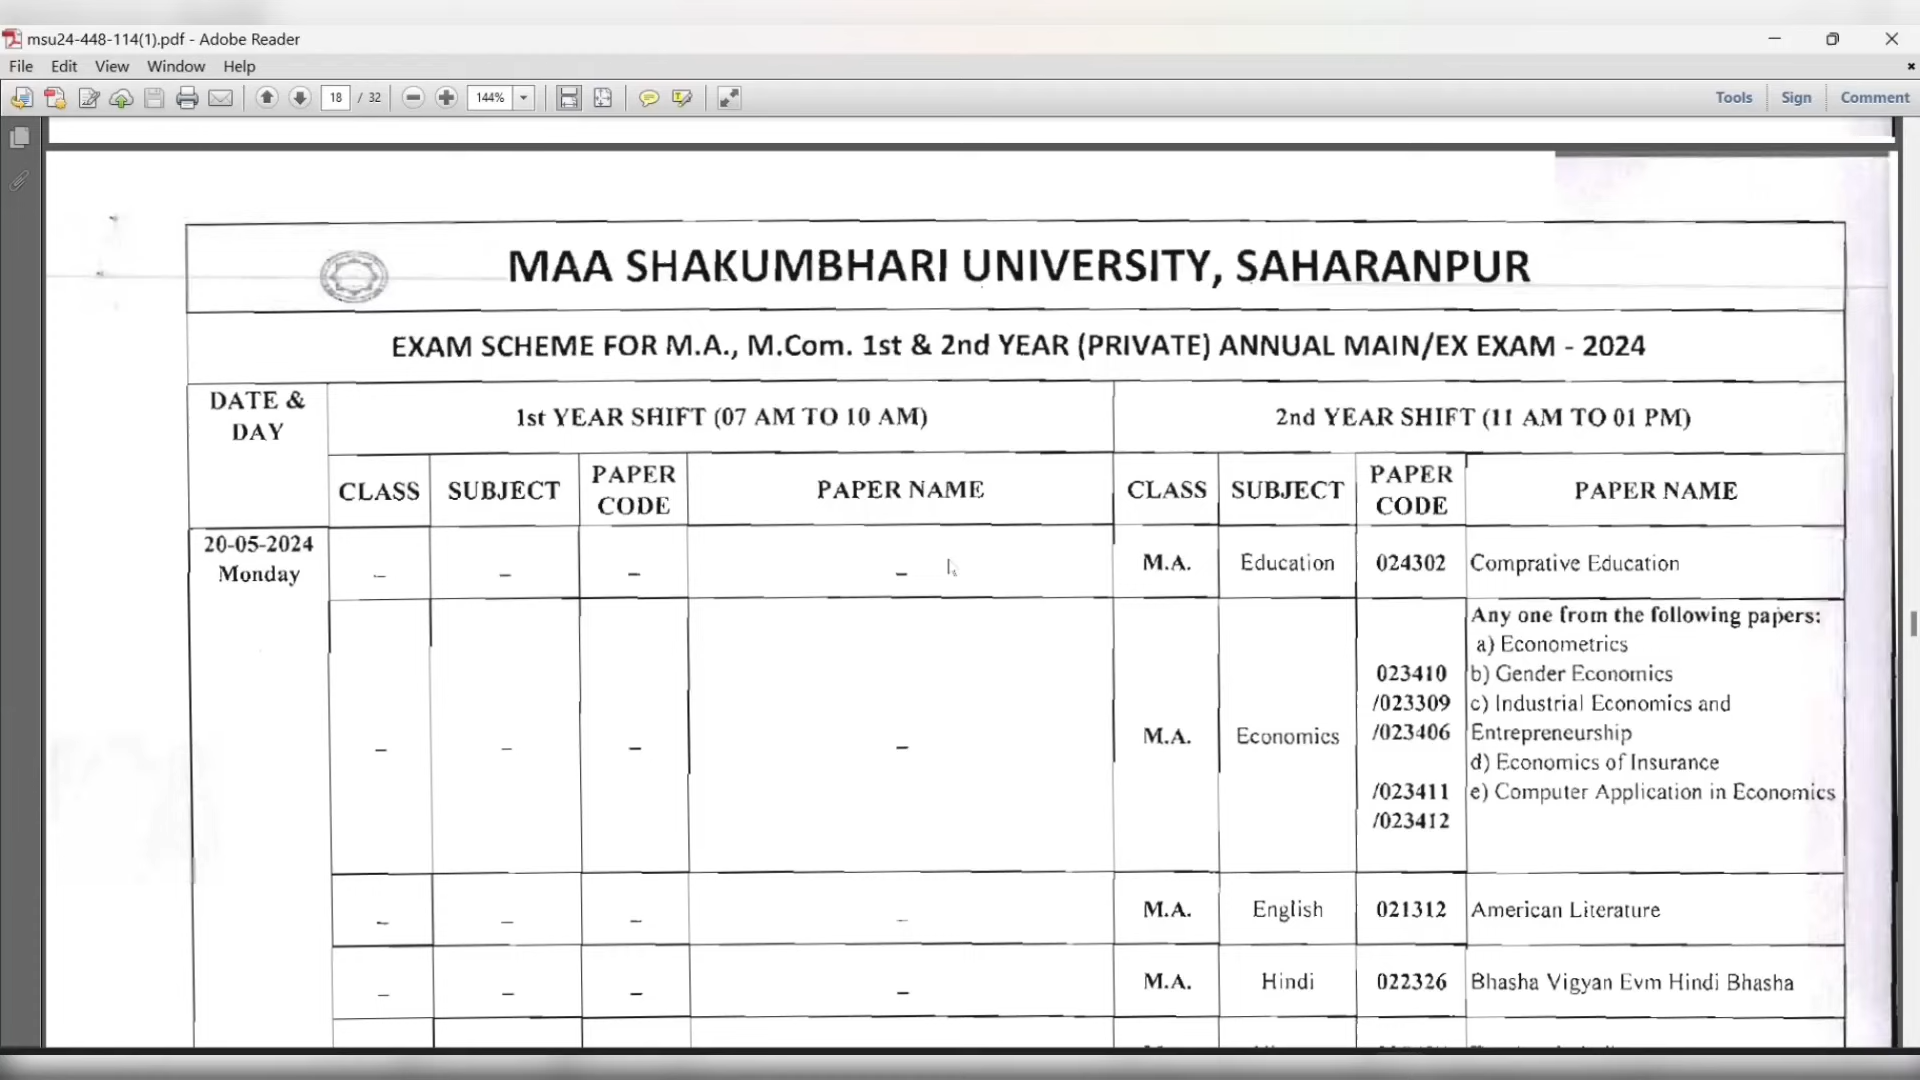 msu24-448-114(1).pdf - Adobe Reader
File Edit View Window Help
18 / 32 144% Tools Sign Comment
MAA SHAKUMBHARI UNIVERSITY, SAHARANPUR
EXAM SCHEME FOR M.A., M.Com. 1st & 2nd YEAR (PRIVATE) ANNUAL MAIN/EX EXAM - 2024
DATE &
DAY
1st YEAR SHIFT (07 AM TO 10 AM)
2nd YEAR SHIFT (11 AM TO 01 PM)
CLASS SUBJECT PAPER
CODE PAPER NAME
CLASS SUBJECT PAPER
CODE PAPER NAME
20-05-2024
Monday
– – – –
M.A. Education 024302 Comprative Education
– – – –
M.A. Economics
023410
/023309
/023406
/023411
/023412
Any one from the following papers:
a) Econometrics
b) Gender Economics
c) Industrial Economics and
Entrepreneurship
d) Economics of Insurance
e) Computer Application in Economics
– – – –
M.A. English 021312 American Literature
– – – –
M.A. Hindi 022326 Bhasha Vigyan Evm Hindi Bhasha